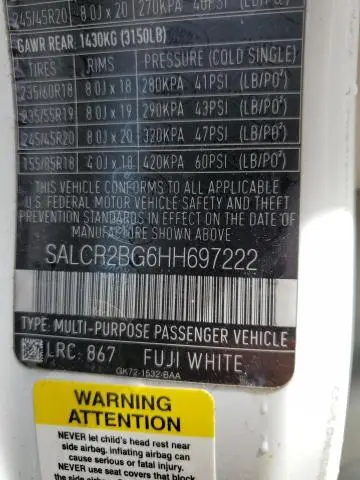 245/45R20 8.0J x 20 270KPA 40PSI (LB/PO²)
GAWR REAR: 1430KG (3150LB)
TIRES RIMS PRESSURE (COLD SINGLE)
235/60R18 8.0J x 18 280KPA 41PSI (LB/PO²)
235/55R19 8.0J x 19 290KPA 43PSI (LB/PO²)
245/45R20 8.0J x 20 320KPA 47PSI (LB/PO²)
155/85R18 4.0J x 18 420KPA 60PSI (LB/PO²)
THIS VEHICLE CONFORMS TO ALL APPLICABLE
U.S. FEDERAL MOTOR VEHICLE SAFETY AND
THEFT PREVENTION STANDARDS IN EFFECT ON THE
DATE OF MANUFACTURE SHOWN ABOVE
SALCR2BG6HH697222
TYPE: MULTI-PURPOSE PASSENGER VEHICLE
LRC: 867 FUJI WHITE
GK72-1532-BAA
WARNING
ATTENTION
NEVER let child's head rest near
side airbag. inflating airbag can
cause serious or fatal injury.
NEVER use seat covers that block
the side